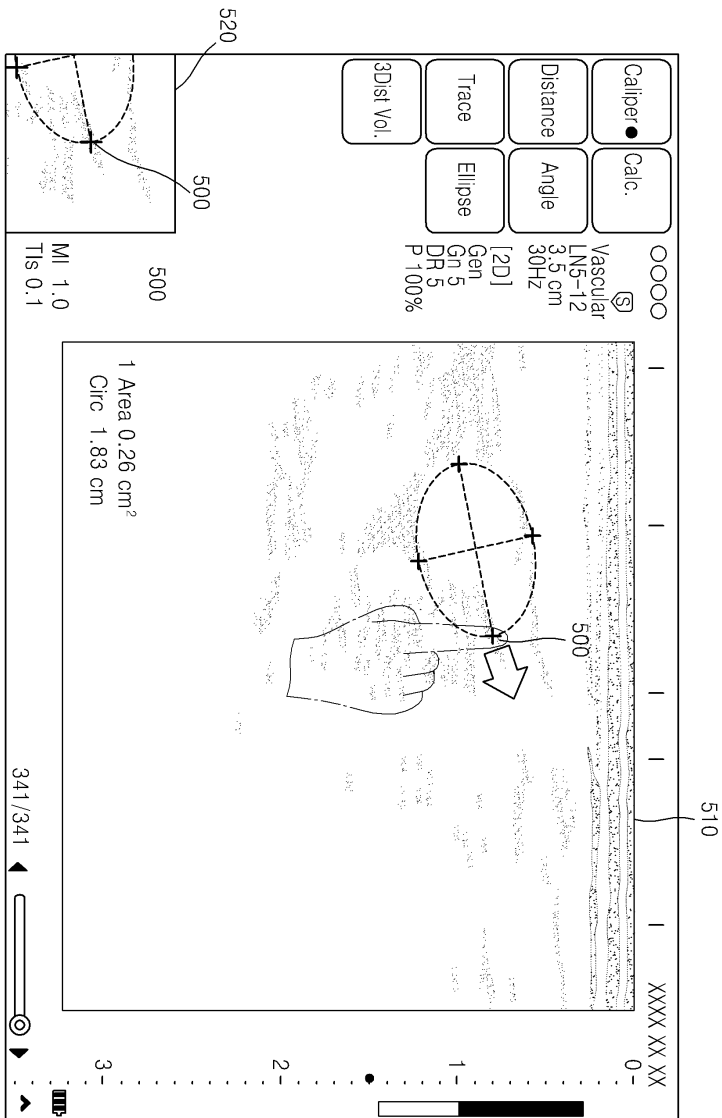 OOOO
XXXX XX XX
510
Caliper
Calc.
Distance
Angle
Trace
Ellipse
3Dist Vol.
S
Vascular
LN5-12
3.5 cm
30Hz
[2D]
Gen
Gn 5
DR 5
P 100%
500
0
1
2
3
1 Area 0.26 cm²
Circ 1.83 cm
520
500
500
MI 1.0
TIs 0.1
341/341